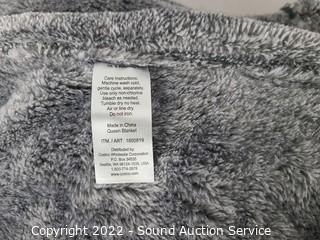 Care Instructions:
Machine wash cold,
gentle cycle, separately.
Use only non-chlorine
bleach as needed.
Tumble dry no heat.
Air or line dry.
Do not iron.
Made in China
Queen Blanket
ITM. / ART. 1600819
Distributed by:
Costco Wholesale Corporation
P.O. Box 34535
Seattle, WA 98124-1535, USA
1-800-774-2678
www.costco.com
Copyright 2022 - Sound Auction Service